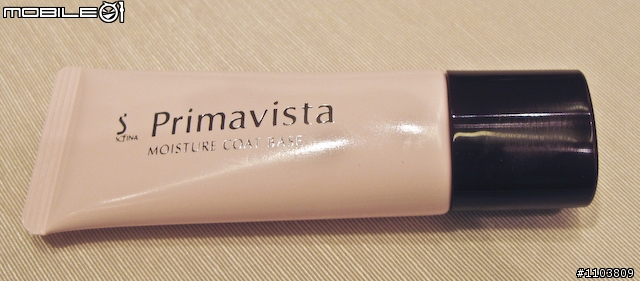 MOBILE01
S
SOFINA
Primavista
MOISTURE COAT BASE
#1103809